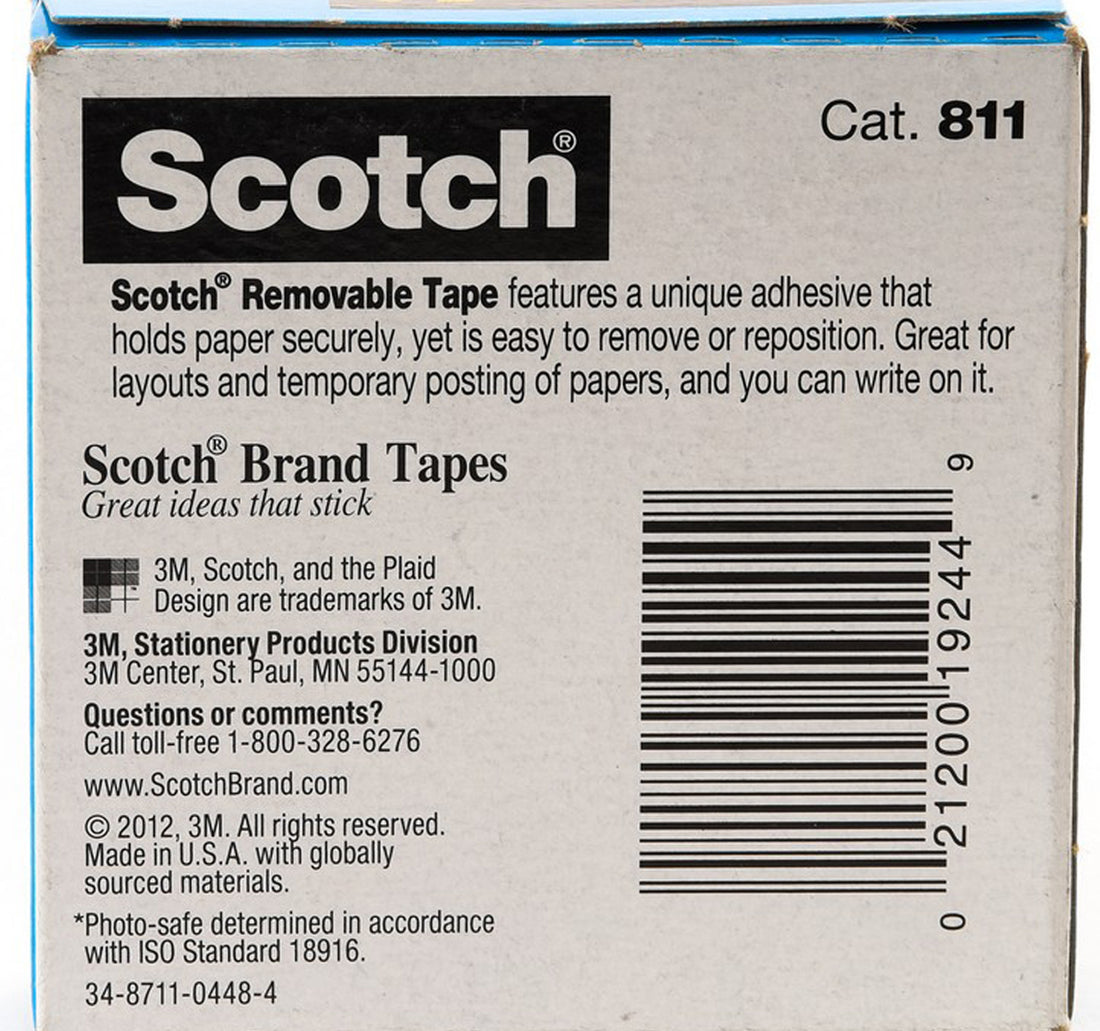 Scotch®
Cat. 811
Scotch® Removable Tape features a unique adhesive that
holds paper securely, yet is easy to remove or reposition. Great for
layouts and temporary posting of papers, and you can write on it.
Scotch® Brand Tapes
Great ideas that stick
3M, Scotch, and the Plaid
Design are trademarks of 3M.
3M, Stationery Products Division
3M Center, St. Paul, MN 55144-1000
Questions or comments?
Call toll-free 1-800-328-6276
www.ScotchBrand.com
© 2012, 3M. All rights reserved.
Made in U.S.A. with globally
sourced materials.
*Photo-safe determined in accordance
with ISO Standard 18916.
34-8711-0448-4
0 21200 19244 9